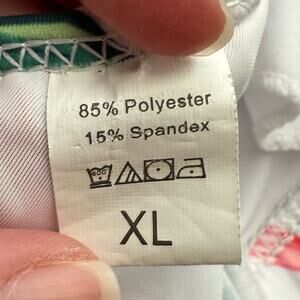 85% Polyester
15% Spandex
XL